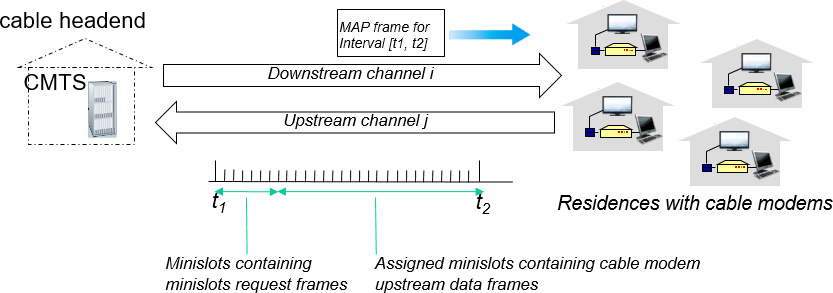 cable headend
MAP frame for
Interval [t1, t2]
CMTS
Downstream channel i
Upstream channel j
t1
t2
Residences with cable modems
Minislots containing
minislots request frames
Assigned minislots containing cable modem
upstream data frames